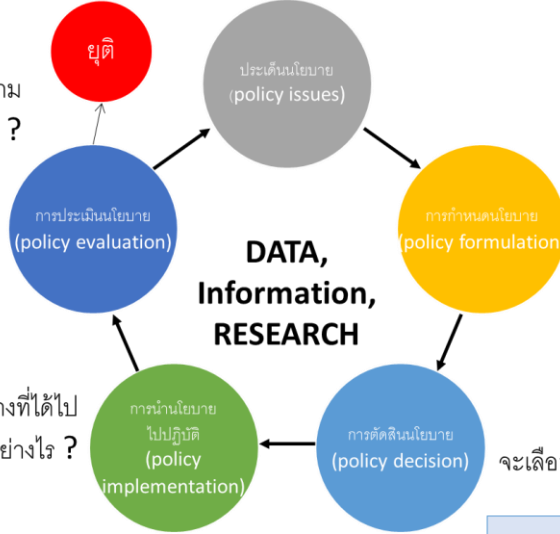 ยุติ
ประเด็นนโยบาย
(policy issues)
?
การประเมินนโยบาย
(policy evaluation)
การกำหนดนโยบาย
(policy formulation
DATA,
Information,
RESEARCH
การนำนโยบาย
ไปปฏิบัติ
(policy
implementation)
การตัดสินนโยบาย
(policy decision)
างที่ได้ไป
ย่างไร ?
จะเลือ